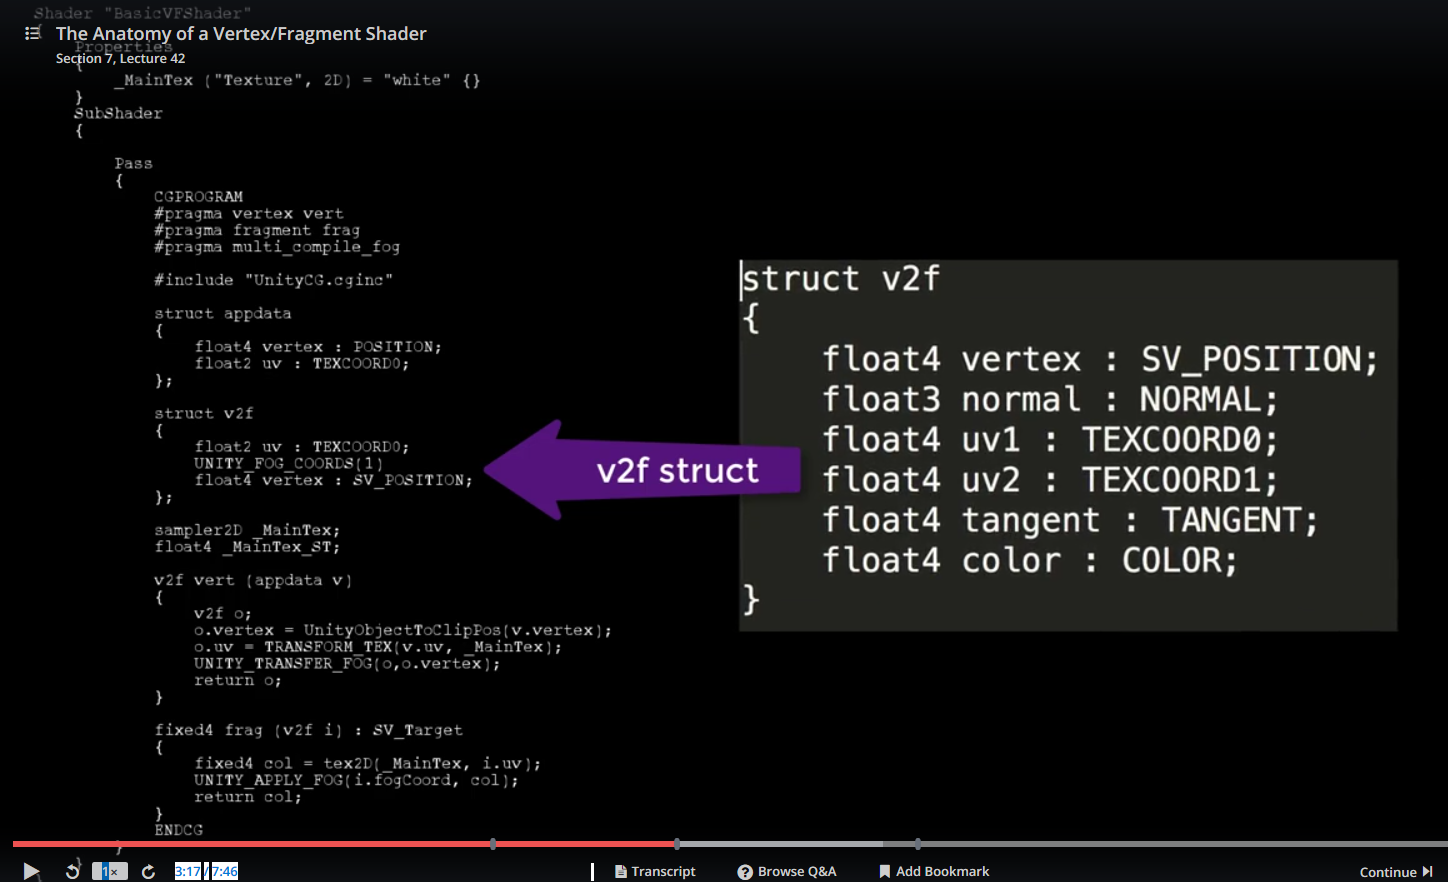 Shader "BasicVFShader"
{
The Anatomy of a Vertex/Fragment Shader
Properties
Section 7, Lecture 42
{
_MainTex ("Texture", 2D) = "white" {}
}
SubShader
{
Pass
{
CGPROGRAM
#pragma vertex vert
#pragma fragment frag
#pragma multi_compile_fog
#include "UnityCG.cginc"
struct appdata
{
float4 vertex : POSITION;
float2 uv : TEXCOORD0;
};
struct v2f
{
float2 uv : TEXCOORD0;
UNITY_FOG_COORDS(1)
float4 vertex : SV_POSITION;
};
sampler2D _MainTex;
float4 _MainTex_ST;
v2f vert (appdata v)
{
v2f o;
o.vertex = UnityObjectToClipPos(v.vertex);
o.uv = TRANSFORM_TEX(v.uv, _MainTex);
UNITY_TRANSFER_FOG(o,o.vertex);
return o;
}
fixed4 frag (v2f i) : SV_Target
{
fixed4 col = tex2D(_MainTex, i.uv);
UNITY_APPLY_FOG(i.fogCoord, col);
return col;
}
ENDCG
}
}
v2f struct
struct v2f
{
float4 vertex : SV_POSITION;
float3 normal : NORMAL;
float4 uv1 : TEXCOORD0;
float4 uv2 : TEXCOORD1;
float4 tangent : TANGENT;
float4 color : COLOR;
}
1x
3:17/7:46
Transcript
Browse Q&A
Add Bookmark
Continue